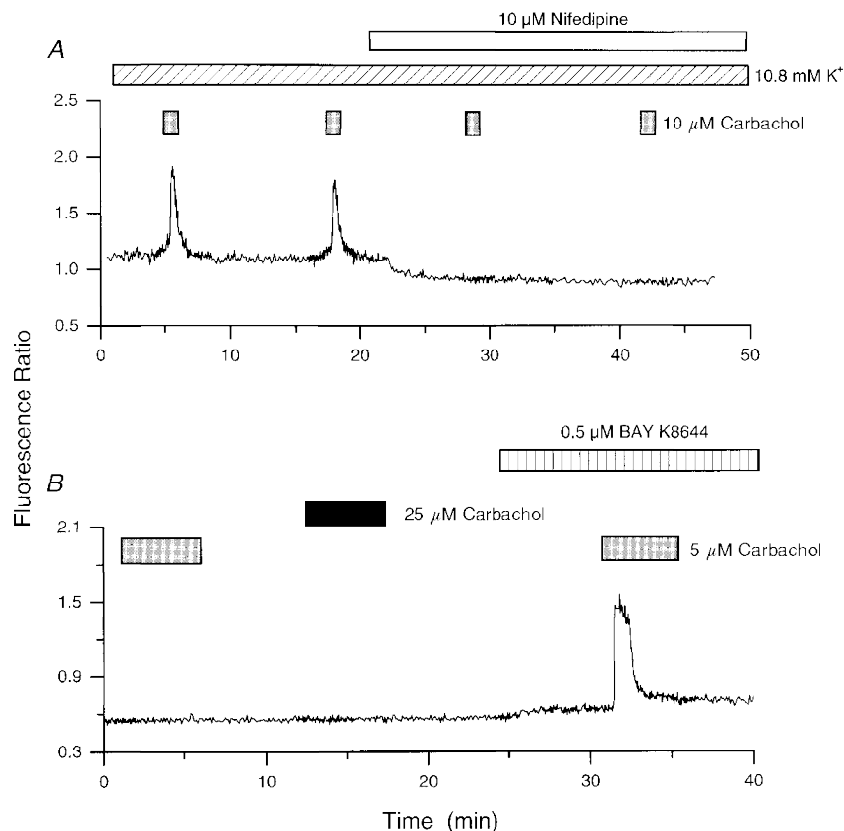 10 µM Nifedipine
A
10.8 mM K⁺
2.5
10 µM Carbachol
2.0
1.5
1.0
0.5
0 10 20 30 40 50
Fluorescence Ratio
0.5 µM BAY K8644
B
25 µM Carbachol
2.1
5 µM Carbachol
1.5
0.9
0.3
0 10 20 30 40
Time (min)